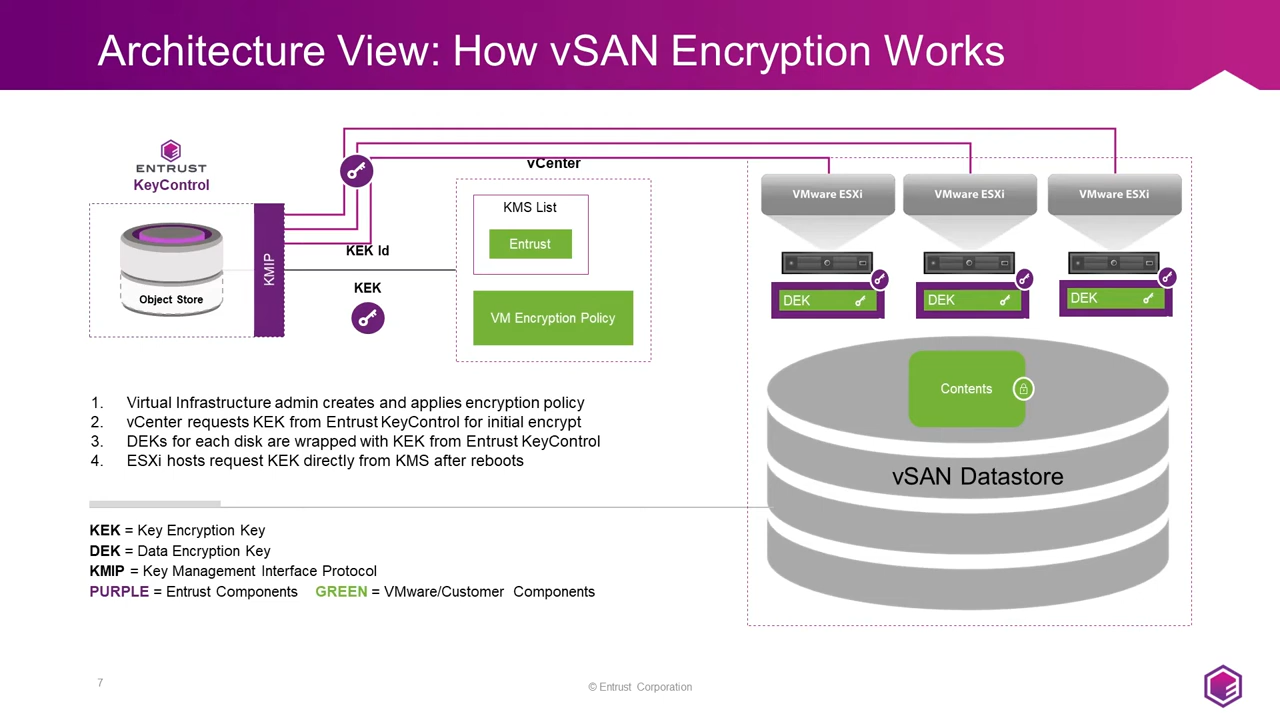 Architecture View: How vSAN Encryption Works
ENTRUST
KeyControl
Object Store
KMIP
KEK Id
KEK
vCenter
KMS List
Entrust
VM Encryption Policy
VMware ESXi
VMware ESXi
VMware ESXi
DEK
DEK
DEK
Contents
vSAN Datastore
1. Virtual Infrastructure admin creates and applies encryption policy
2. vCenter requests KEK from Entrust KeyControl for initial encrypt
3. DEKs for each disk are wrapped with KEK from Entrust KeyControl
4. ESXi hosts request KEK directly from KMS after reboots
KEK = Key Encryption Key
DEK = Data Encryption Key
KMIP = Key Management Interface Protocol
PURPLE = Entrust Components GREEN = VMware/Customer Components
7
© Entrust Corporation